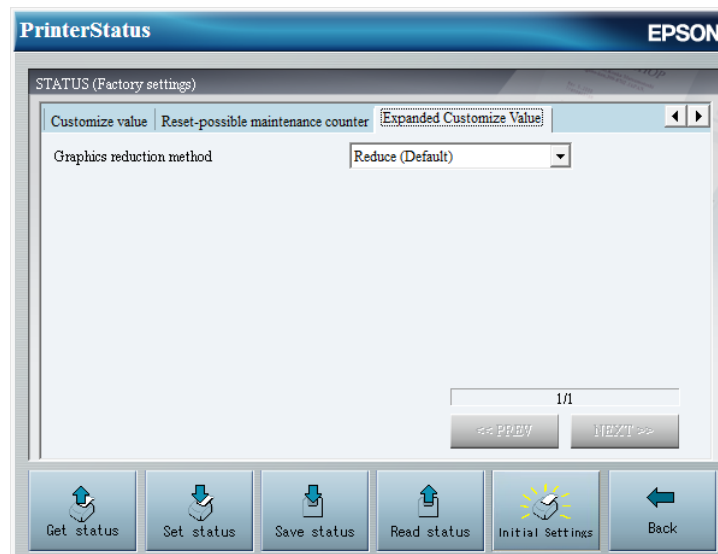 PrinterStatus
EPSON
STATUS (Factory settings)
Customize value Reset-possible maintenance counter Expanded Customize Value
Graphics reduction method Reduce (Default)
1/1
<< PREV NEXT >>
Get status Set status Save status Read status Initial Settings Back